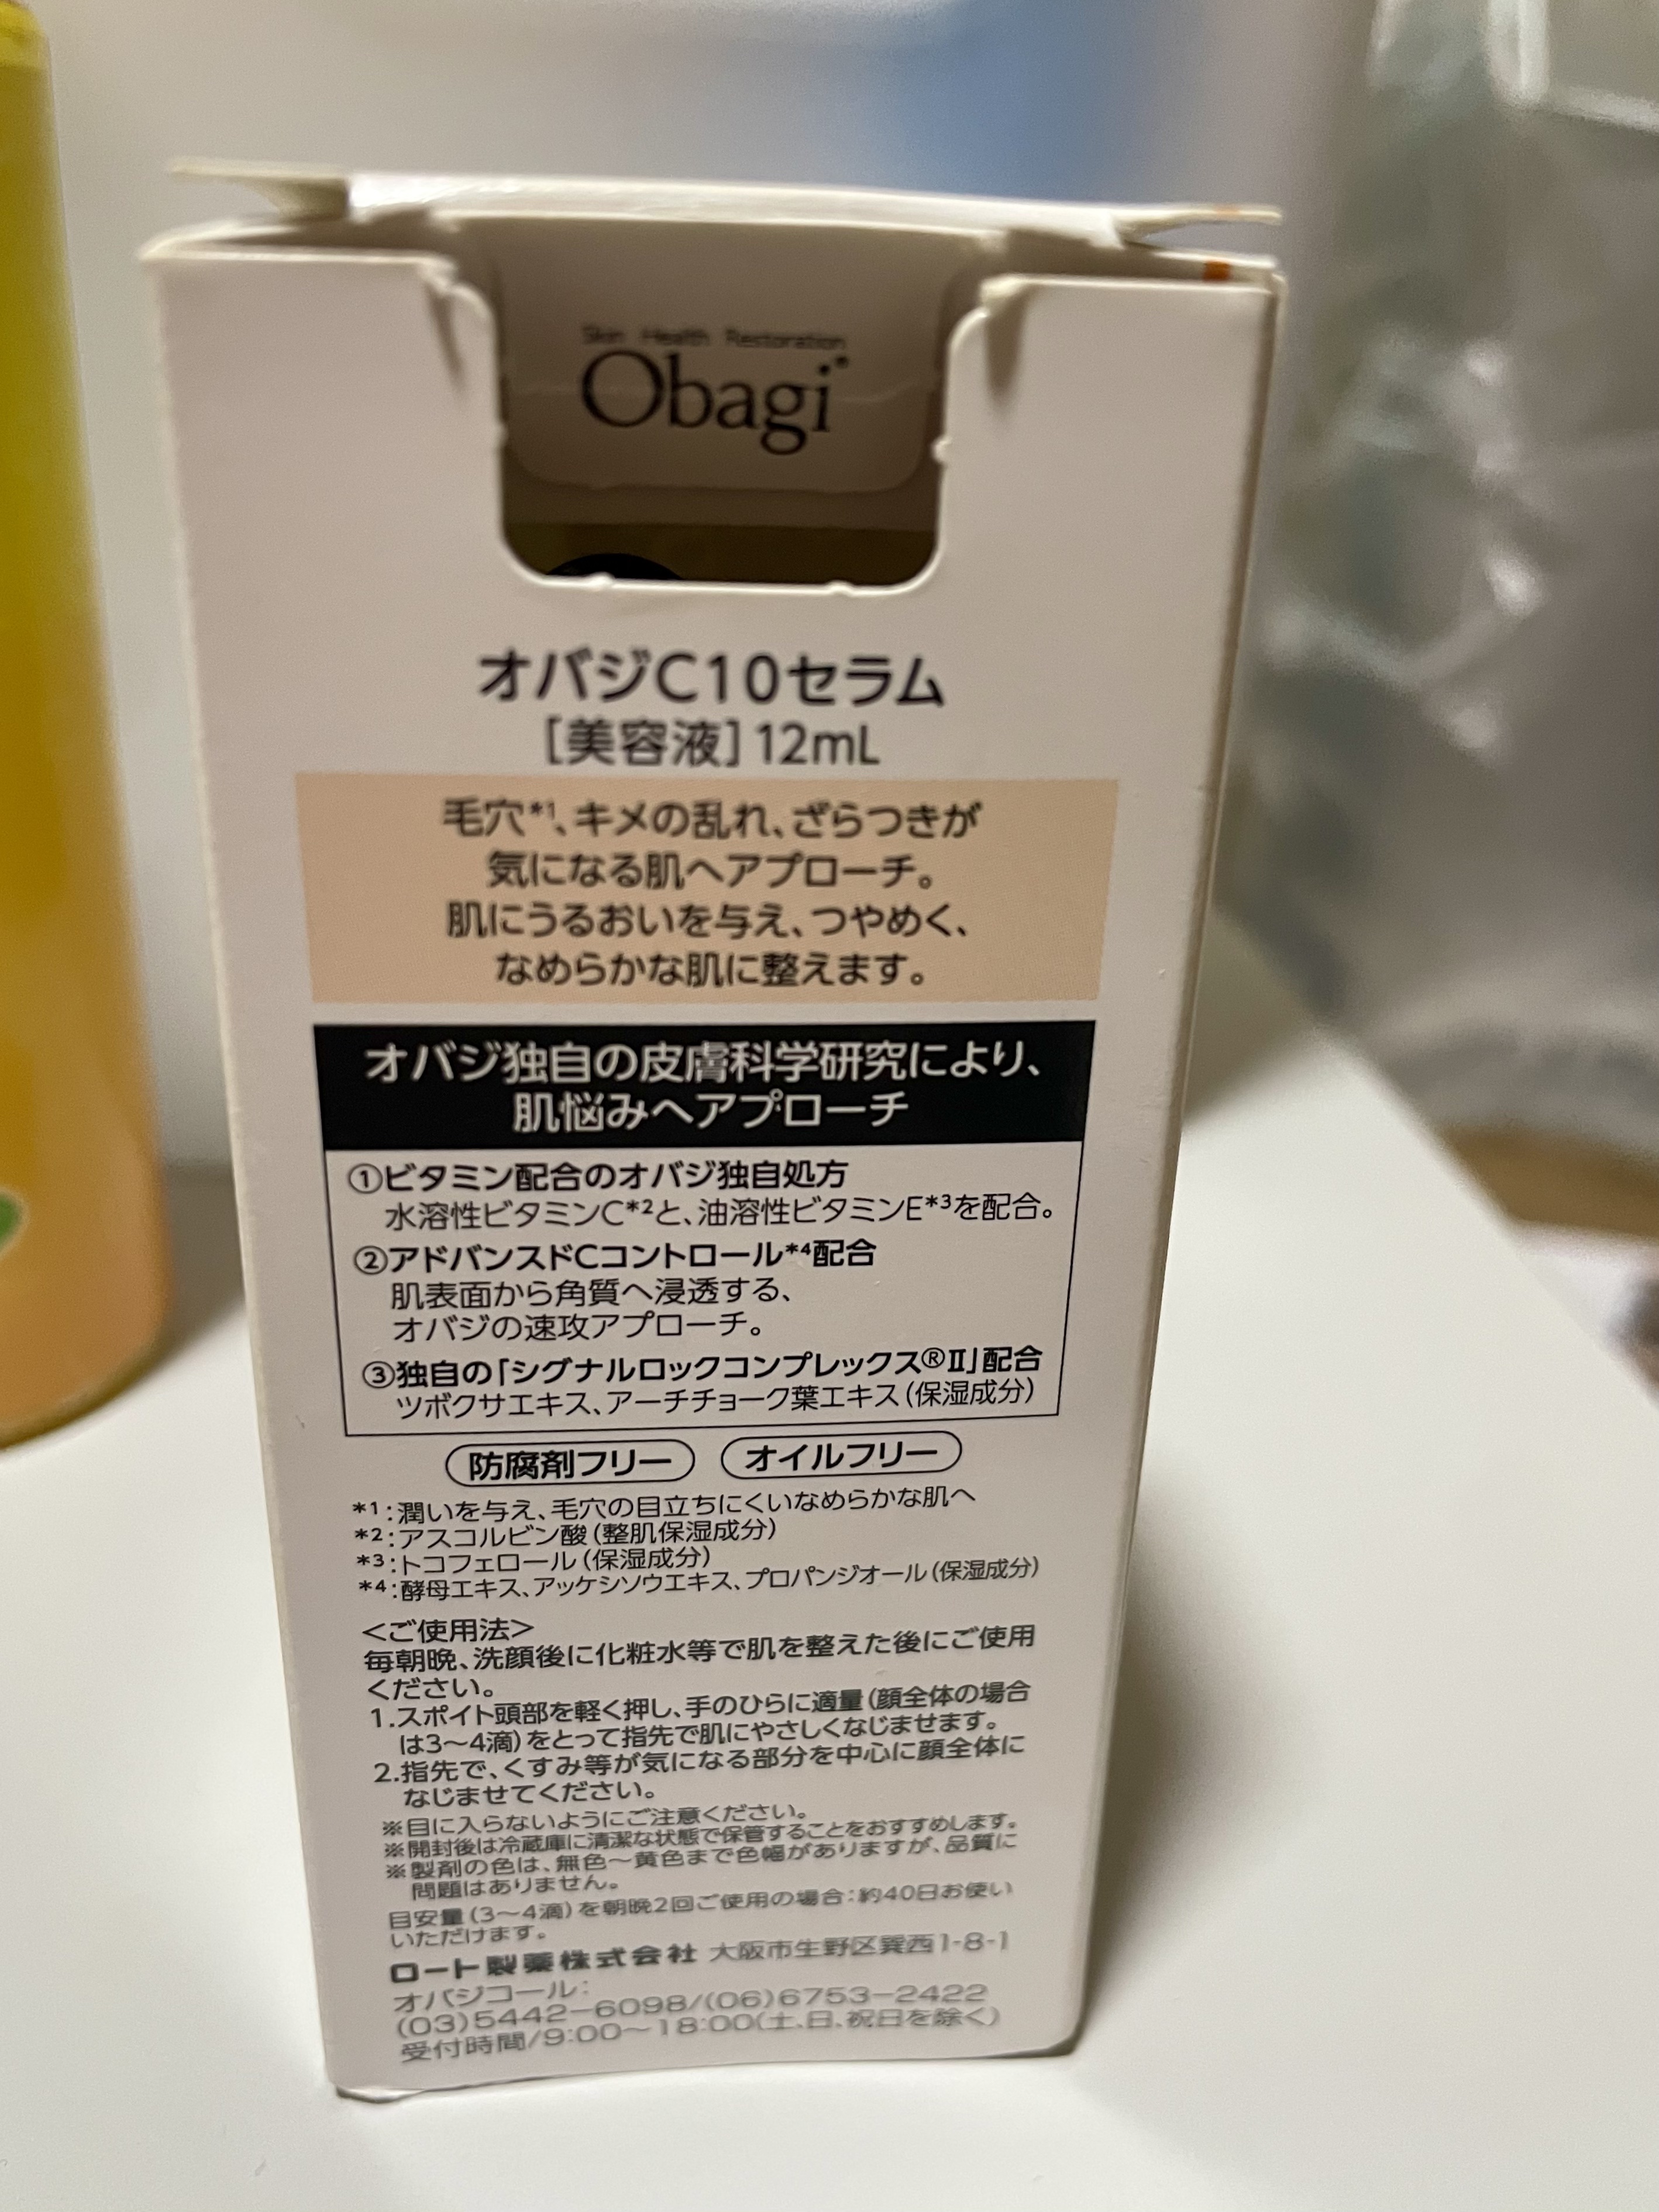 Skin Health Restoration
Obagi®
オバジC10セラム
[美容液] 12mL
毛穴*1、キメの乱れ、ざらつきが
気になる肌へアプローチ。
肌にうるおいを与え、つやめく、
なめらかな肌に整えます。
オバジ独自の皮膚科学研究により、
肌悩みへアプローチ
①ビタミン配合のオバジ独自処方
水溶性ビタミンC*2と、油溶性ビタミンE*3を配合。
②アドバンスドCコントロール*4配合
肌表面から角質へ浸透する、
オバジの速攻アプローチ。
③独自の「シグナルロックコンプレックス®Ⅱ」配合
ツボクサエキス、アーチチョーク葉エキス(保湿成分)
防腐剤フリー オイルフリー
*1:潤いを与え、毛穴の目立ちにくいなめらかな肌へ
*2:アスコルビン酸(整肌保湿成分)
*3:トコフェロール(保湿成分)
*4:酵母エキス、アッケシソウエキス、プロパンジオール(保湿成分)
<ご使用法>
毎朝晩、洗顔後に化粧水等で肌を整えた後にご使用
ください。
1.スポイト頭部を軽く押し、手のひらに適量(顔全体の場合
は3〜4滴)をとって指先で肌にやさしくなじませます。
2.指先で、くすみ等が気になる部分を中心に顔全体に
なじませてください。
※目に入らないようにご注意ください。
※開封後は冷蔵庫に清潔な状態で保管することをおすすめします。
※製剤の色は、無色〜黄色まで色幅がありますが、品質に
問題はありません。
目安量(3〜4滴)を朝晩2回ご使用の場合:約40日お使い
いただけます。
ロート製薬株式会社 大阪市生野区巽西1-8-1
オバジコール:
(03)5442-6098/(06)6753-2422
受付時間/9:00〜18:00(土、日、祝日を除く)